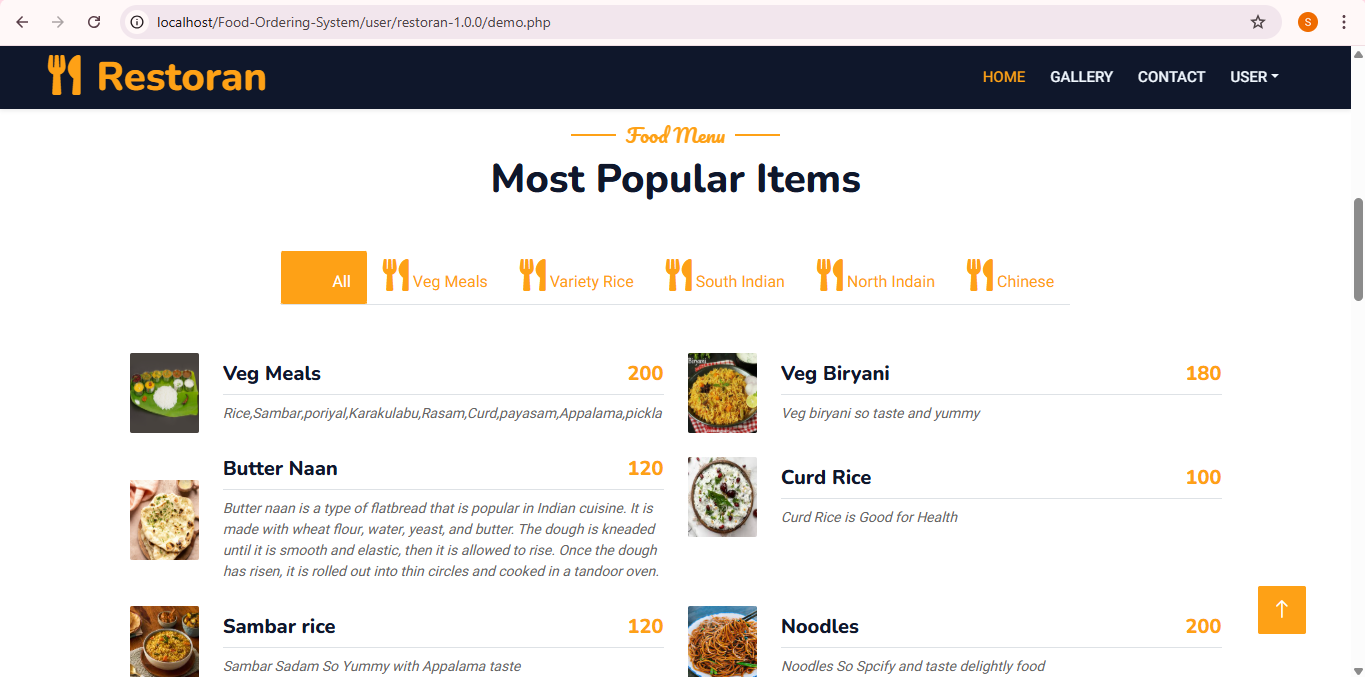 localhost/Food-Ordering-System/user/restoran-1.0.0/demo.php
S
Restoran
HOME
GALLERY
CONTACT
USER
Food Menu
Most Popular Items
All
Veg Meals
Variety Rice
South Indian
North Indain
Chinese
Veg Meals
200
Rice,Sambar,poriyal,Karakulabu,Rasam,Curd,payasam,Appalama,pickla
Biryani
Veg Biryani
180
Veg biryani so taste and yummy
Butter Naan
120
Butter naan is a type of flatbread that is popular in Indian cuisine. It is
made with wheat flour, water, yeast, and butter. The dough is kneaded
until it is smooth and elastic, then it is allowed to rise. Once the dough
has risen, it is rolled out into thin circles and cooked in a tandoor oven.
Curd Rice
100
Curd Rice is Good for Health
Sambar rice
120
Sambar Sadam So Yummy with Appalama taste
Noodles
200
Noodles So Spcify and taste delightly food